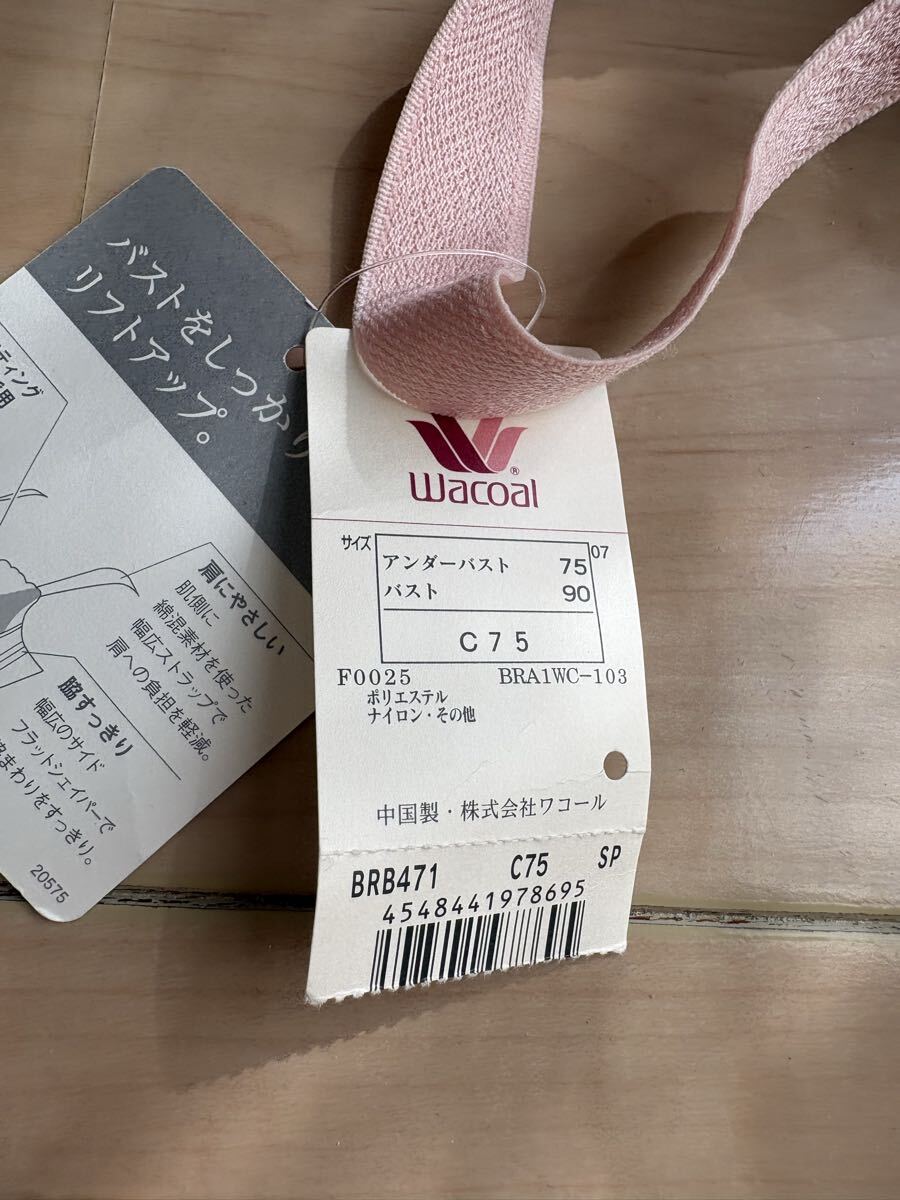 バストをしっかり
リフトアップ。
ティング
用
肩にやさしい
肌側に
綿混素材を使った
幅広ストラップで
肩への負担を軽減。
脇すっきり
幅広のサイド
フラットシェイパーで
まわりをすっきり。
20575
Wacoal®
サイズ
07
アンダーバスト 75
バスト 90
C75
F0025 BRA1WC-103
ポリエステル
ナイロン・その他
中国製・株式会社ワコール
BRB471 C75 SP
4548441978695